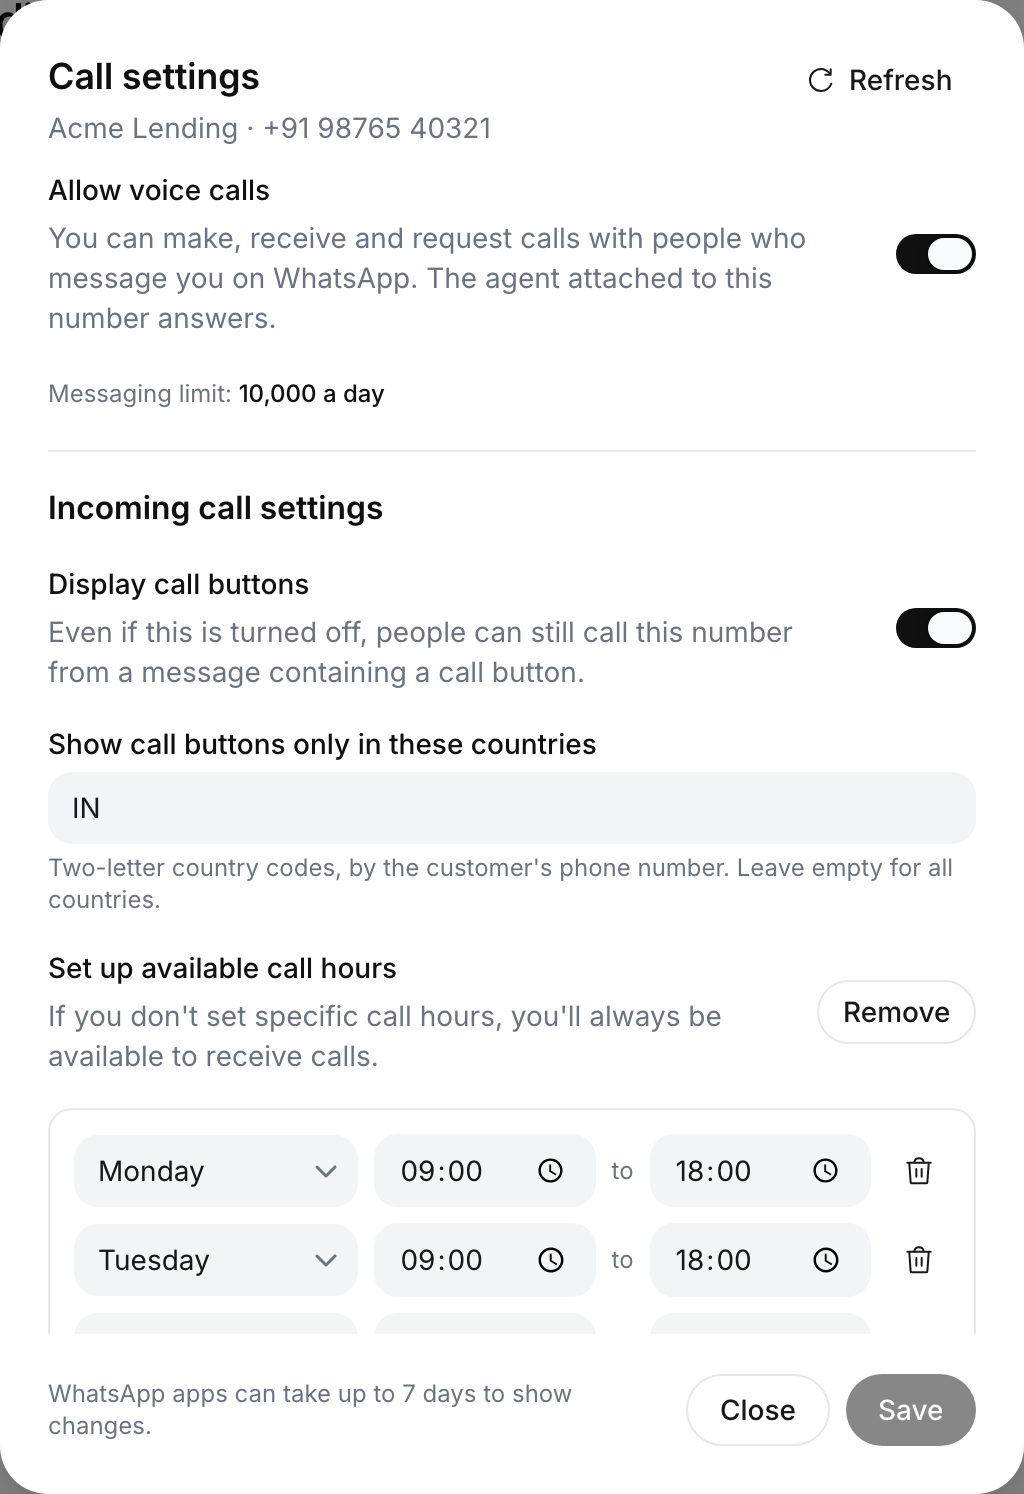 Call settings
Refresh
Acme Lending · +91 98765 40321
Allow voice calls
You can make, receive and request calls with people who
message you on WhatsApp. The agent attached to this
number answers.
Messaging limit: 10,000 a day
Incoming call settings
Display call buttons
Even if this is turned off, people can still call this number
from a message containing a call button.
Show call buttons only in these countries
IN
Two-letter country codes, by the customer's phone number. Leave empty for all
countries.
Set up available call hours
If you don't set specific call hours, you'll always be
available to receive calls.
Remove
Monday 09:00 to 18:00
Tuesday 09:00 to 18:00
WhatsApp apps can take up to 7 days to show
changes.
Close
Save